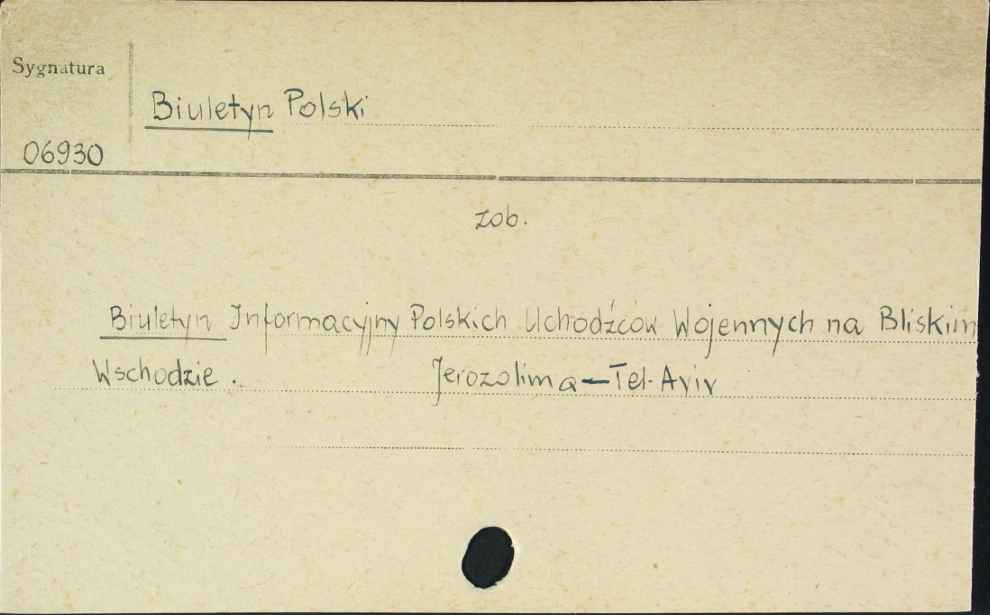 Sygnatura
Biuletyn Polski
06930
zob.
Biuletyn Informacyjny Polskich Uchodźców Wojennych na Bliskim
Wschodzie. Jerozolima - Tel-Aviv